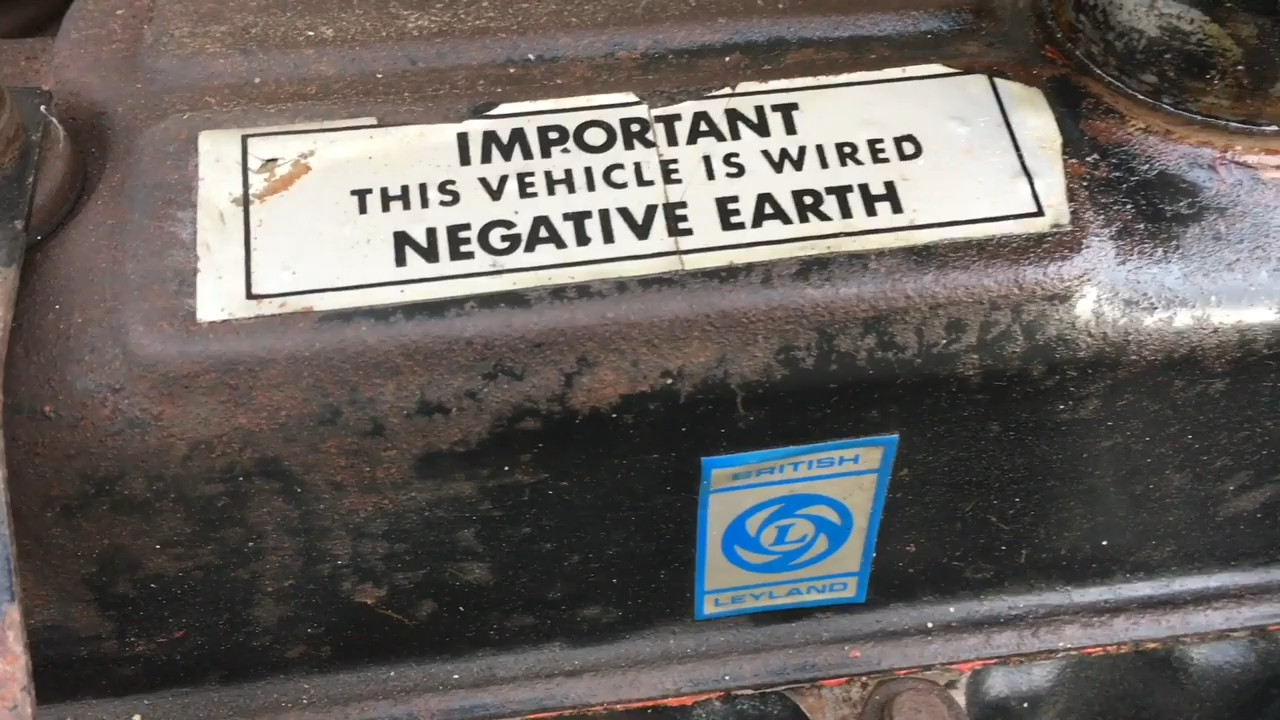 IMPORTANT
THIS VEHICLE IS WIRED
NEGATIVE EARTH
BRITISH
L
LEYLAND